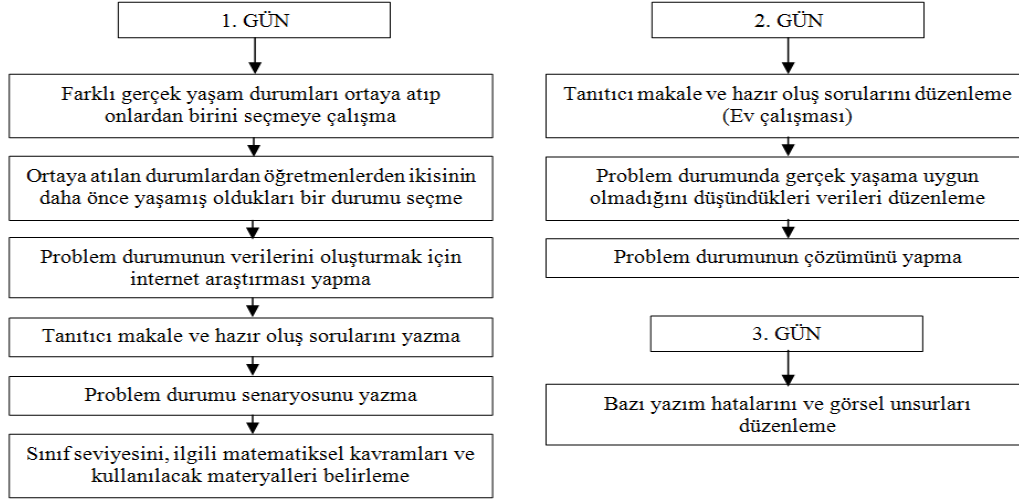 1. GÜN
Farklı gerçek yaşam durumları ortaya atıp
onlardan birini seçmeye çalışma
Ortaya atılan durumlardan öğretmenlerden ikisinin
daha önce yaşamış oldukları bir durumu seçme
Problem durumunun verilerini oluşturmak için
internet araştırması yapma
Tanıtıcı makale ve hazır oluş sorularını yazma
Problem durumu senaryosunu yazma
Sınıf seviyesini, ilgili matematiksel kavramları ve
kullanılacak materyalleri belirleme
2. GÜN
Tanıtıcı makale ve hazır oluş sorularını düzenleme
(Ev çalışması)
Problem durumunda gerçek yaşama uygun
olmadığını düşündükleri verileri düzenleme
Problem durumunun çözümünü yapma
3. GÜN
Bazı yazım hatalarını ve görsel unsurları
düzenleme